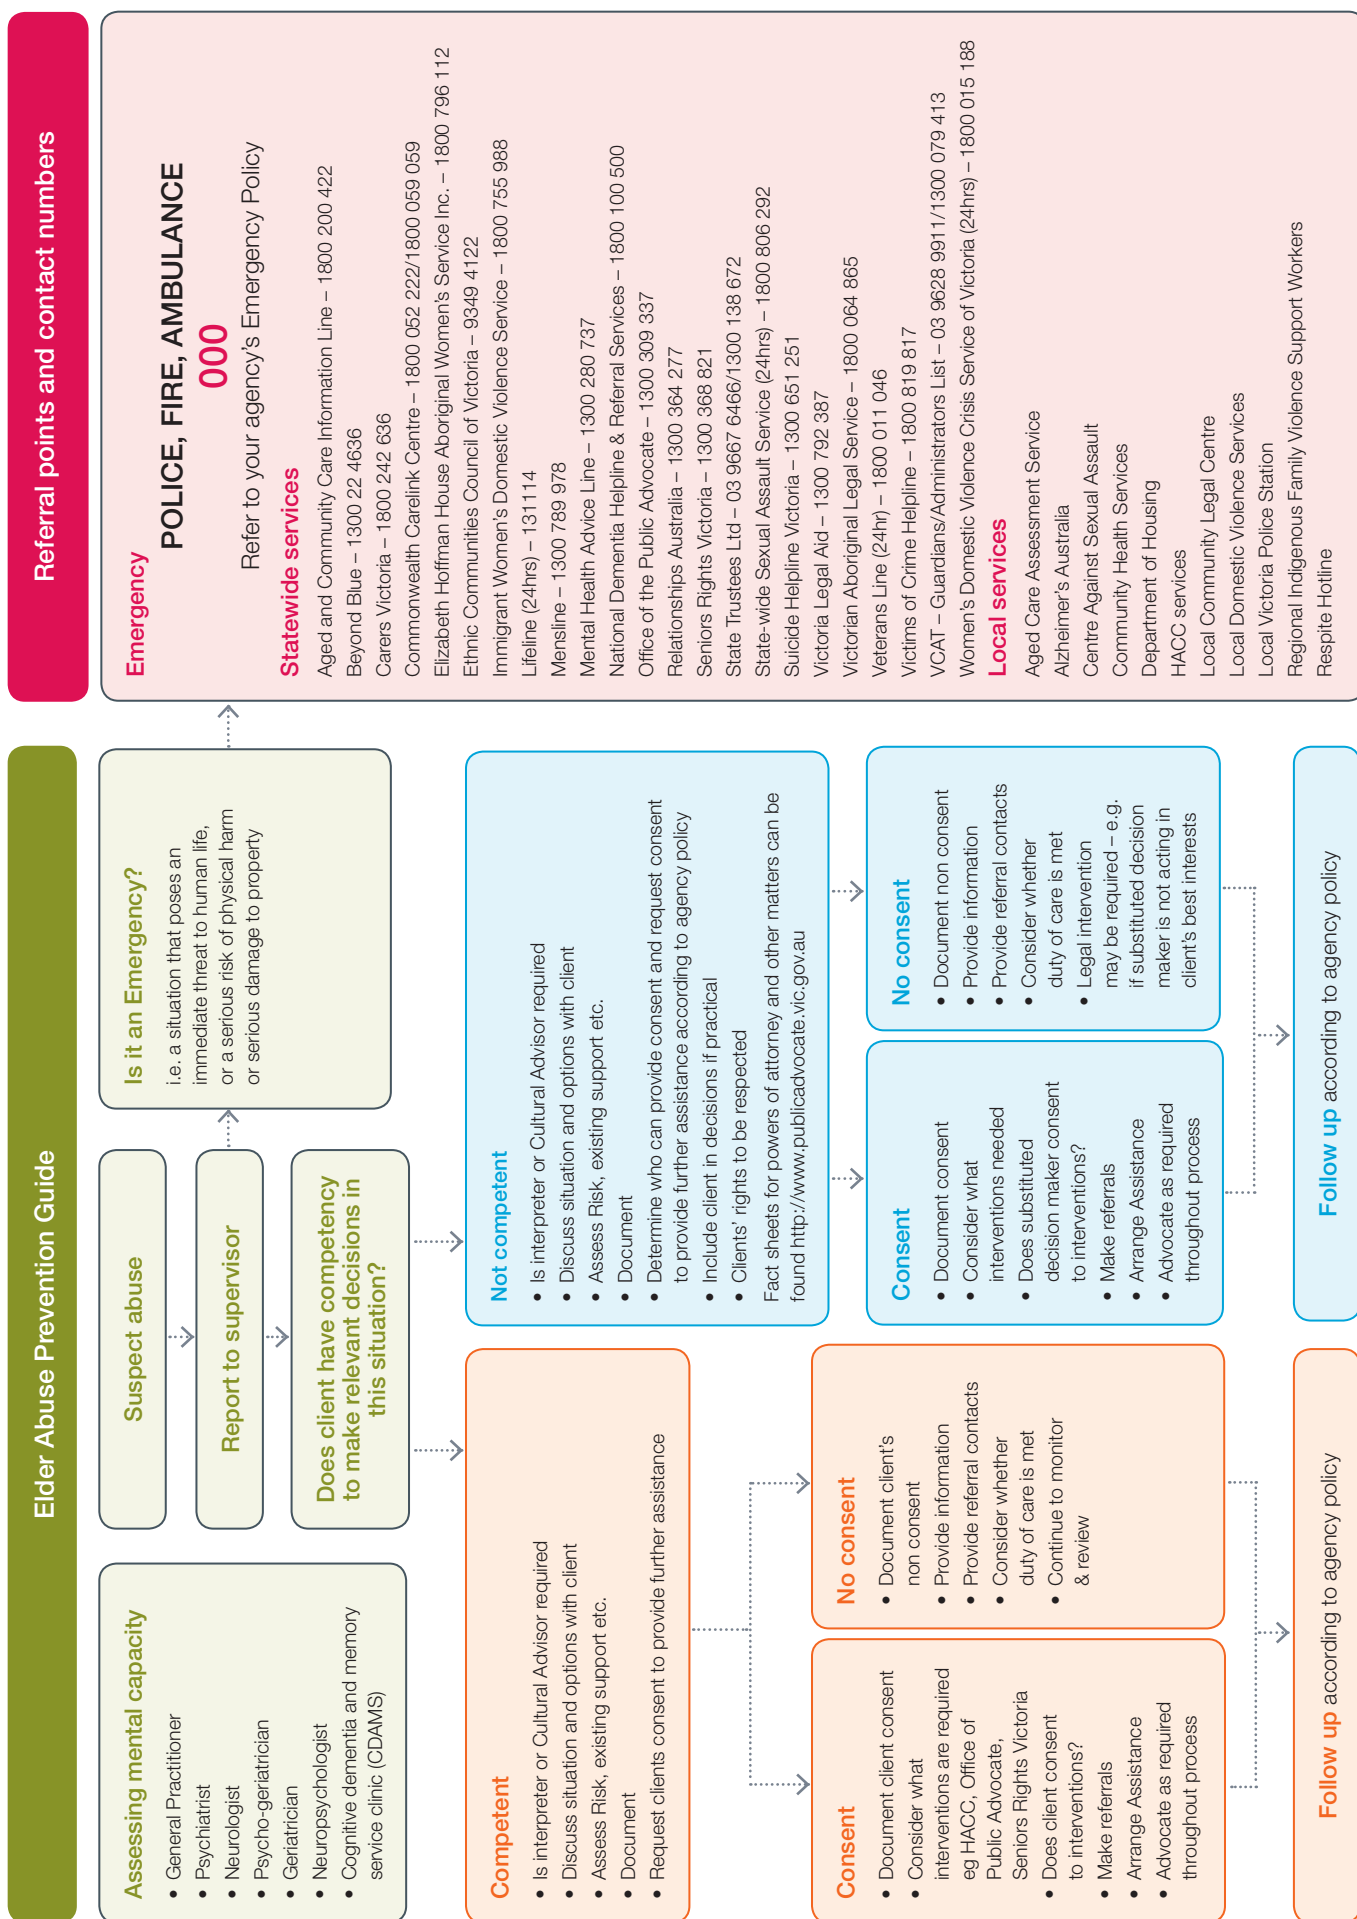 Elder Abuse Prevention Guide
Assessing mental capacity
• General Practitioner
• Psychiatrist
• Neurologist
• Psycho-geriatrician
• Geriatrician
• Neuropsychologist
• Cognitive dementia and memory
service clinic (CDAMS)
Suspect abuse
Report to supervisor
Does client have competency
to make relevant decisions in
this situation?
Is it an Emergency?
i.e. a situation that poses an
immediate threat to human life,
or a serious risk of physical harm
or serious damage to property
Competent
• Is interpreter or Cultural Advisor required
• Discuss situation and options with client
• Assess Risk, existing support etc.
• Document
• Request clients consent to provide further assistance
Not competent
• Is interpreter or Cultural Advisor required
• Discuss situation and options with client
• Assess Risk, existing support etc.
• Document
• Determine who can provide consent and request consent
to provide further assistance according to agency policy
• Include client in decisions if practical
• Clients' rights to be respected
Fact sheets for powers of attorney and other matters can be
found http://www.publicadvocate.vic.gov.au
Consent
• Document client consent
• Consider what
interventions are required
eg HACC, Office of
Public Advocate,
Seniors Rights Victoria
• Does client consent
to interventions?
• Make referrals
• Arrange Assistance
• Advocate as required
throughout process
No consent
• Document client's
non consent
• Provide information
• Provide referral contacts
• Consider whether
duty of care is met
• Continue to monitor
& review
Consent
• Document consent
• Consider what
interventions needed
• Does substituted
decision maker consent
to interventions?
• Make referrals
• Arrange Assistance
• Advocate as required
throughout process
No consent
• Document non consent
• Provide information
• Provide referral contacts
• Consider whether
duty of care is met
• Legal intervention
may be required – e.g.
if substituted decision
maker is not acting in
client's best interests
Follow up according to agency policy
Follow up according to agency policy
Referral points and contact numbers
Emergency
POLICE, FIRE, AMBULANCE
000
Refer to your agency's Emergency Policy
Statewide services
Aged and Community Care Information Line – 1800 200 422
Beyond Blue – 1300 22 4636
Carers Victoria – 1800 242 636
Commonwealth Carelink Centre – 1800 052 222/1800 059 059
Elizabeth Hoffman House Aboriginal Women's Service Inc. – 1800 796 112
Ethnic Communities Council of Victoria – 9349 4122
Immigrant Women's Domestic Violence Service – 1800 755 988
Lifeline (24hrs) – 131114
Mensline – 1300 789 978
Mental Health Advice Line – 1300 280 737
National Dementia Helpline & Referral Services – 1800 100 500
Office of the Public Advocate – 1300 309 337
Relationships Australia – 1300 364 277
Seniors Rights Victoria – 1300 368 821
State Trustees Ltd – 03 9667 6466/1300 138 672
State-wide Sexual Assault Service (24hrs) – 1800 806 292
Suicide Helpline Victoria – 1300 651 251
Victoria Legal Aid – 1300 792 387
Victorian Aboriginal Legal Service – 1800 064 865
Veterans Line (24hr) – 1800 011 046
Victims of Crime Helpline – 1800 819 817
VCAT – Guardians/Administrators List – 03 9628 9911/1300 079 413
Women's Domestic Violence Crisis Service of Victoria (24hrs) – 1800 015 188
Local services
Aged Care Assessment Service
Alzheimer's Australia
Centre Against Sexual Assault
Community Health Services
Department of Housing
HACC services
Local Community Legal Centre
Local Domestic Violence Services
Local Victoria Police Station
Regional Indigenous Family Violence Support Workers
Respite Hotline